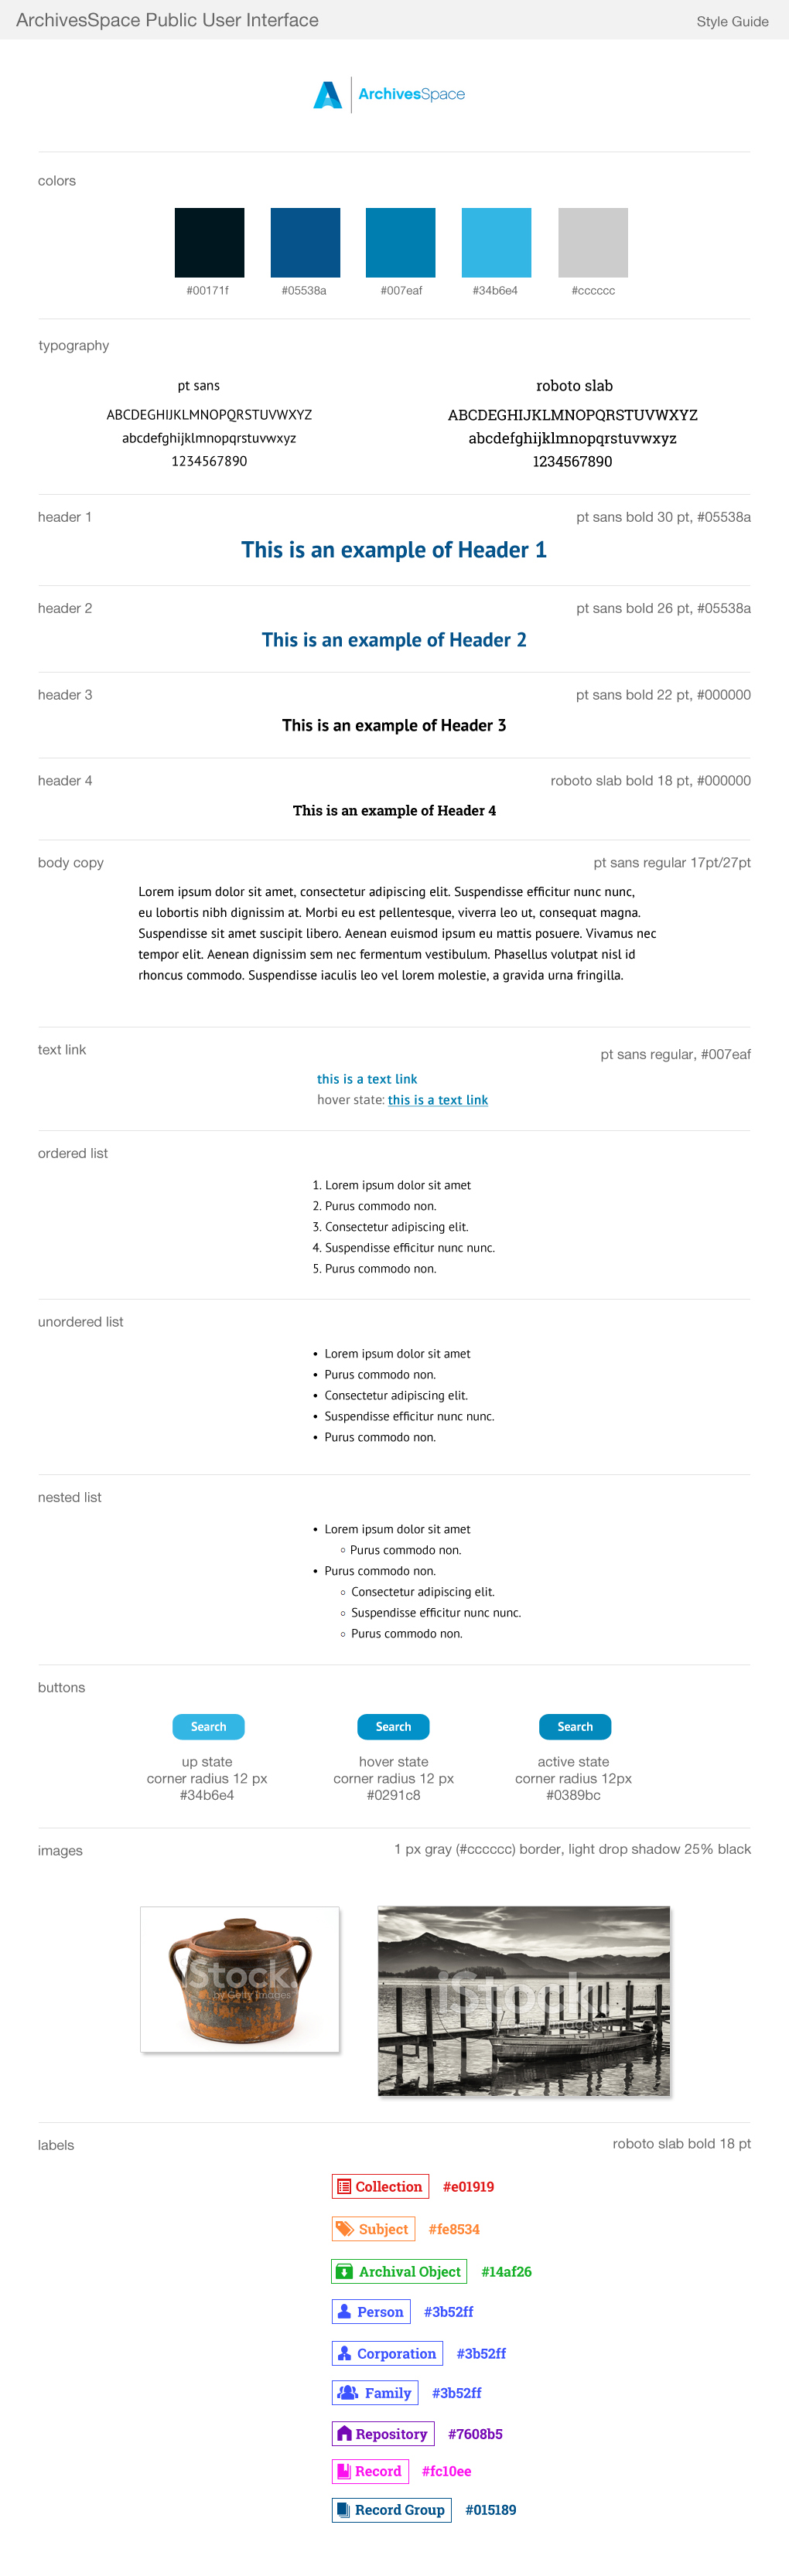 ArchivesSpace Public User Interface
Style Guide
ArchivesSpace
colors
#00171f
#05538a
#007eaf
#34b6e4
#cccccc
typography
pt sans
ABCDEGHIJKLMNOPQRSTUVWXYZ
abcdefghijklmnopqrstuvwxyz
1234567890
roboto slab
ABCDEGHIJKLMNOPQRSTUVWXYZ
abcdefghijklmnopqrstuvwxyz
1234567890
header 1
pt sans bold 30 pt, #05538a
This is an example of Header 1
header 2
pt sans bold 26 pt, #05538a
This is an example of Header 2
header 3
pt sans bold 22 pt, #000000
This is an example of Header 3
header 4
roboto slab bold 18 pt, #000000
This is an example of Header 4
body copy
pt sans regular 17pt/27pt
Lorem ipsum dolor sit amet, consectetur adipiscing elit. Suspendisse efficitur nunc nunc,
eu lobortis nibh dignissim at. Morbi eu est pellentesque, viverra leo ut, consequat magna.
Suspendisse sit amet suscipit libero. Aenean euismod ipsum eu mattis posuere. Vivamus nec
tempor elit. Aenean dignissim sem nec fermentum vestibulum. Phasellus volutpat nisl id
rhoncus commodo. Suspendisse iaculis leo vel lorem molestie, a gravida urna fringilla.
text link
pt sans regular, #007eaf
this is a text link
hover state: this is a text link
ordered list
1. Lorem ipsum dolor sit amet
2. Purus commodo non.
3. Consectetur adipiscing elit.
4. Suspendisse efficitur nunc nunc.
5. Purus commodo non.
unordered list
• Lorem ipsum dolor sit amet
• Purus commodo non.
• Consectetur adipiscing elit.
• Suspendisse efficitur nunc nunc.
• Purus commodo non.
nested list
• Lorem ipsum dolor sit amet
○ Purus commodo non.
• Purus commodo non.
○ Consectetur adipiscing elit.
○ Suspendisse efficitur nunc nunc.
○ Purus commodo non.
buttons
Search
up state
corner radius 12 px
#34b6e4
Search
hover state
corner radius 12 px
#0291c8
Search
active state
corner radius 12px
#0389bc
images
1 px gray (#cccccc) border, light drop shadow 25% black
iStock.
by Getty Images
iStock.
by Getty Images
labels
roboto slab bold 18 pt
Collection #e01919
Subject #fe8534
Archival Object #14af26
Person #3b52ff
Corporation #3b52ff
Family #3b52ff
Repository #7608b5
Record #fc10ee
Record Group #015189